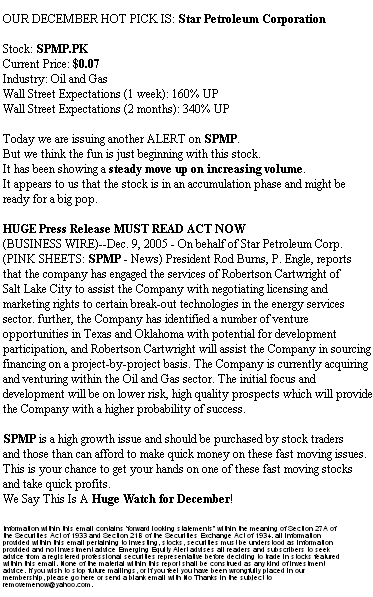 OUR DECEMBER HOT PICK IS: Star Petroleum Corporation
Stock: SPMP.PK
Current Price: $0.07
Industry: Oil and Gas
Wall Street Expectations (1 week): 160% UP
Wall Street Expectations (2 months): 340% UP
Today we are issuing another ALERT on SPMP.
But we think the fun is just beginning with this stock.
It has been showing a steady move up on increasing volume.
It appears to us that the stock is in an accumulation phase and might be
ready for a big pop.
HUGE Press Release MUST READ ACT NOW
(BUSINESS WIRE)--Dec. 9, 2005 - On behalf of Star Petroleum Corp.
(PINK SHEETS: SPMP - News) President Rod Burns, P. Engle, reports
that the company has engaged the services of Robertson Cartwright of
Salt Lake City to assist the Company with negotiating licensing and
marketing rights to certain break-out technologies in the energy services
sector. further, the Company has identified a number of venture
opportunities in Texas and Oklahoma with potential for development
participation, and Robertson Cartwright will assist the Company in sourcing
financing on a project-by-project basis. The Company is currently acquiring
and venturing within the Oil and Gas sector. The initial focus and
development will be on lower risk, high quality prospects which will provide
the Company with a higher probability of success.
SPMP is a high growth issue and should be purchased by stock traders
and those than can afford to make quick money on these fast moving issues.
This is your chance to get your hands on one of these fast moving stocks
and take quick profits.
We Say This Is A Huge Watch for December!
Information within this email contains "forward looking statements" within the meaning of Section 27A of
the Securities Act of 1933 and Section 21B of the Securities Exchange Act of 1934. all information
provided within this email pertaining to investing, stocks, securities must be understood as information
provided and not investment advice. Emerging Equity Alert advises all readers and subscribers to seek
advice from a registered professional securities representative before deciding to trade in stocks featured
within this email. None of the material within this report shall be construed as any kind of investment
advice. If you wish to stop future mailings, or if you feel you have been wrongfully placed in our
membership, please go here or send a blank email with No Thanks in the subject to
removemenow@yahoo.com.